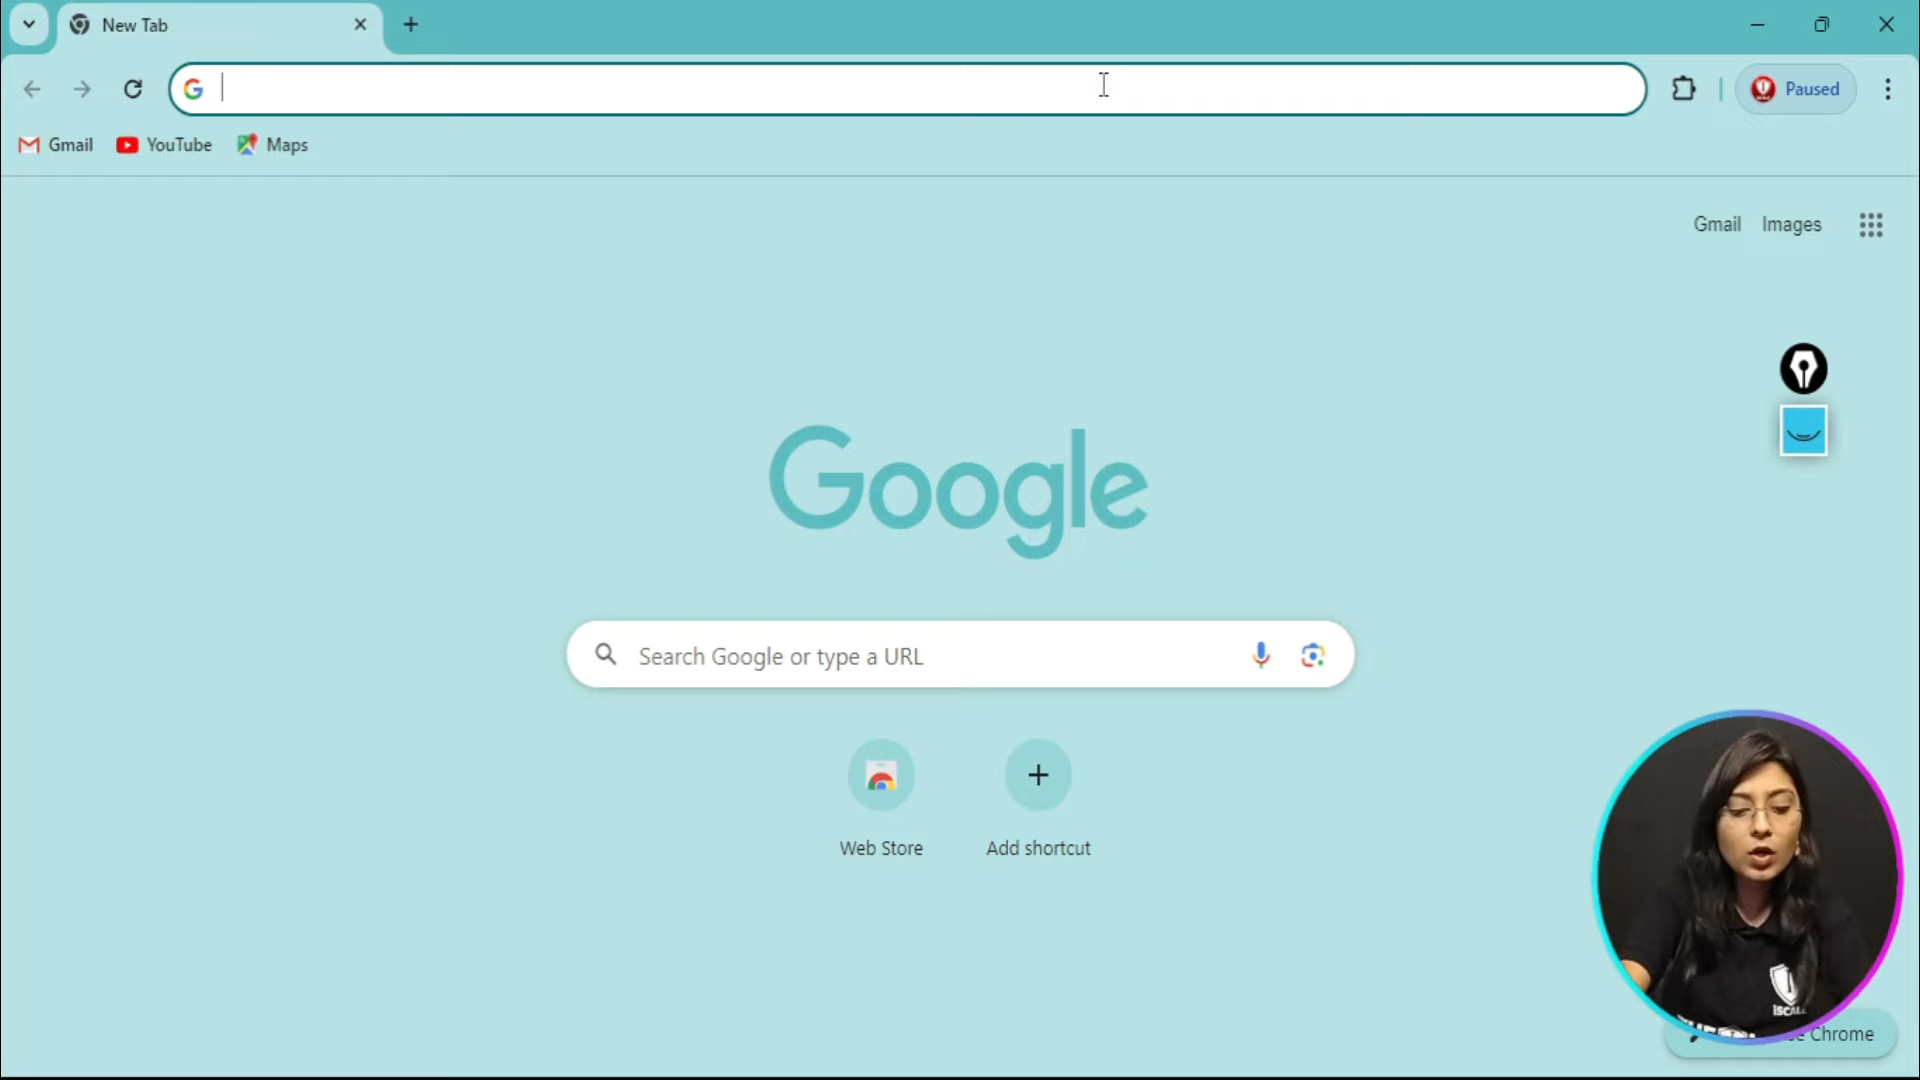 New Tab
Paused
Gmail YouTube Maps
Gmail Images
Google
Search Google or type a URL
Web Store Add shortcut
Chrome